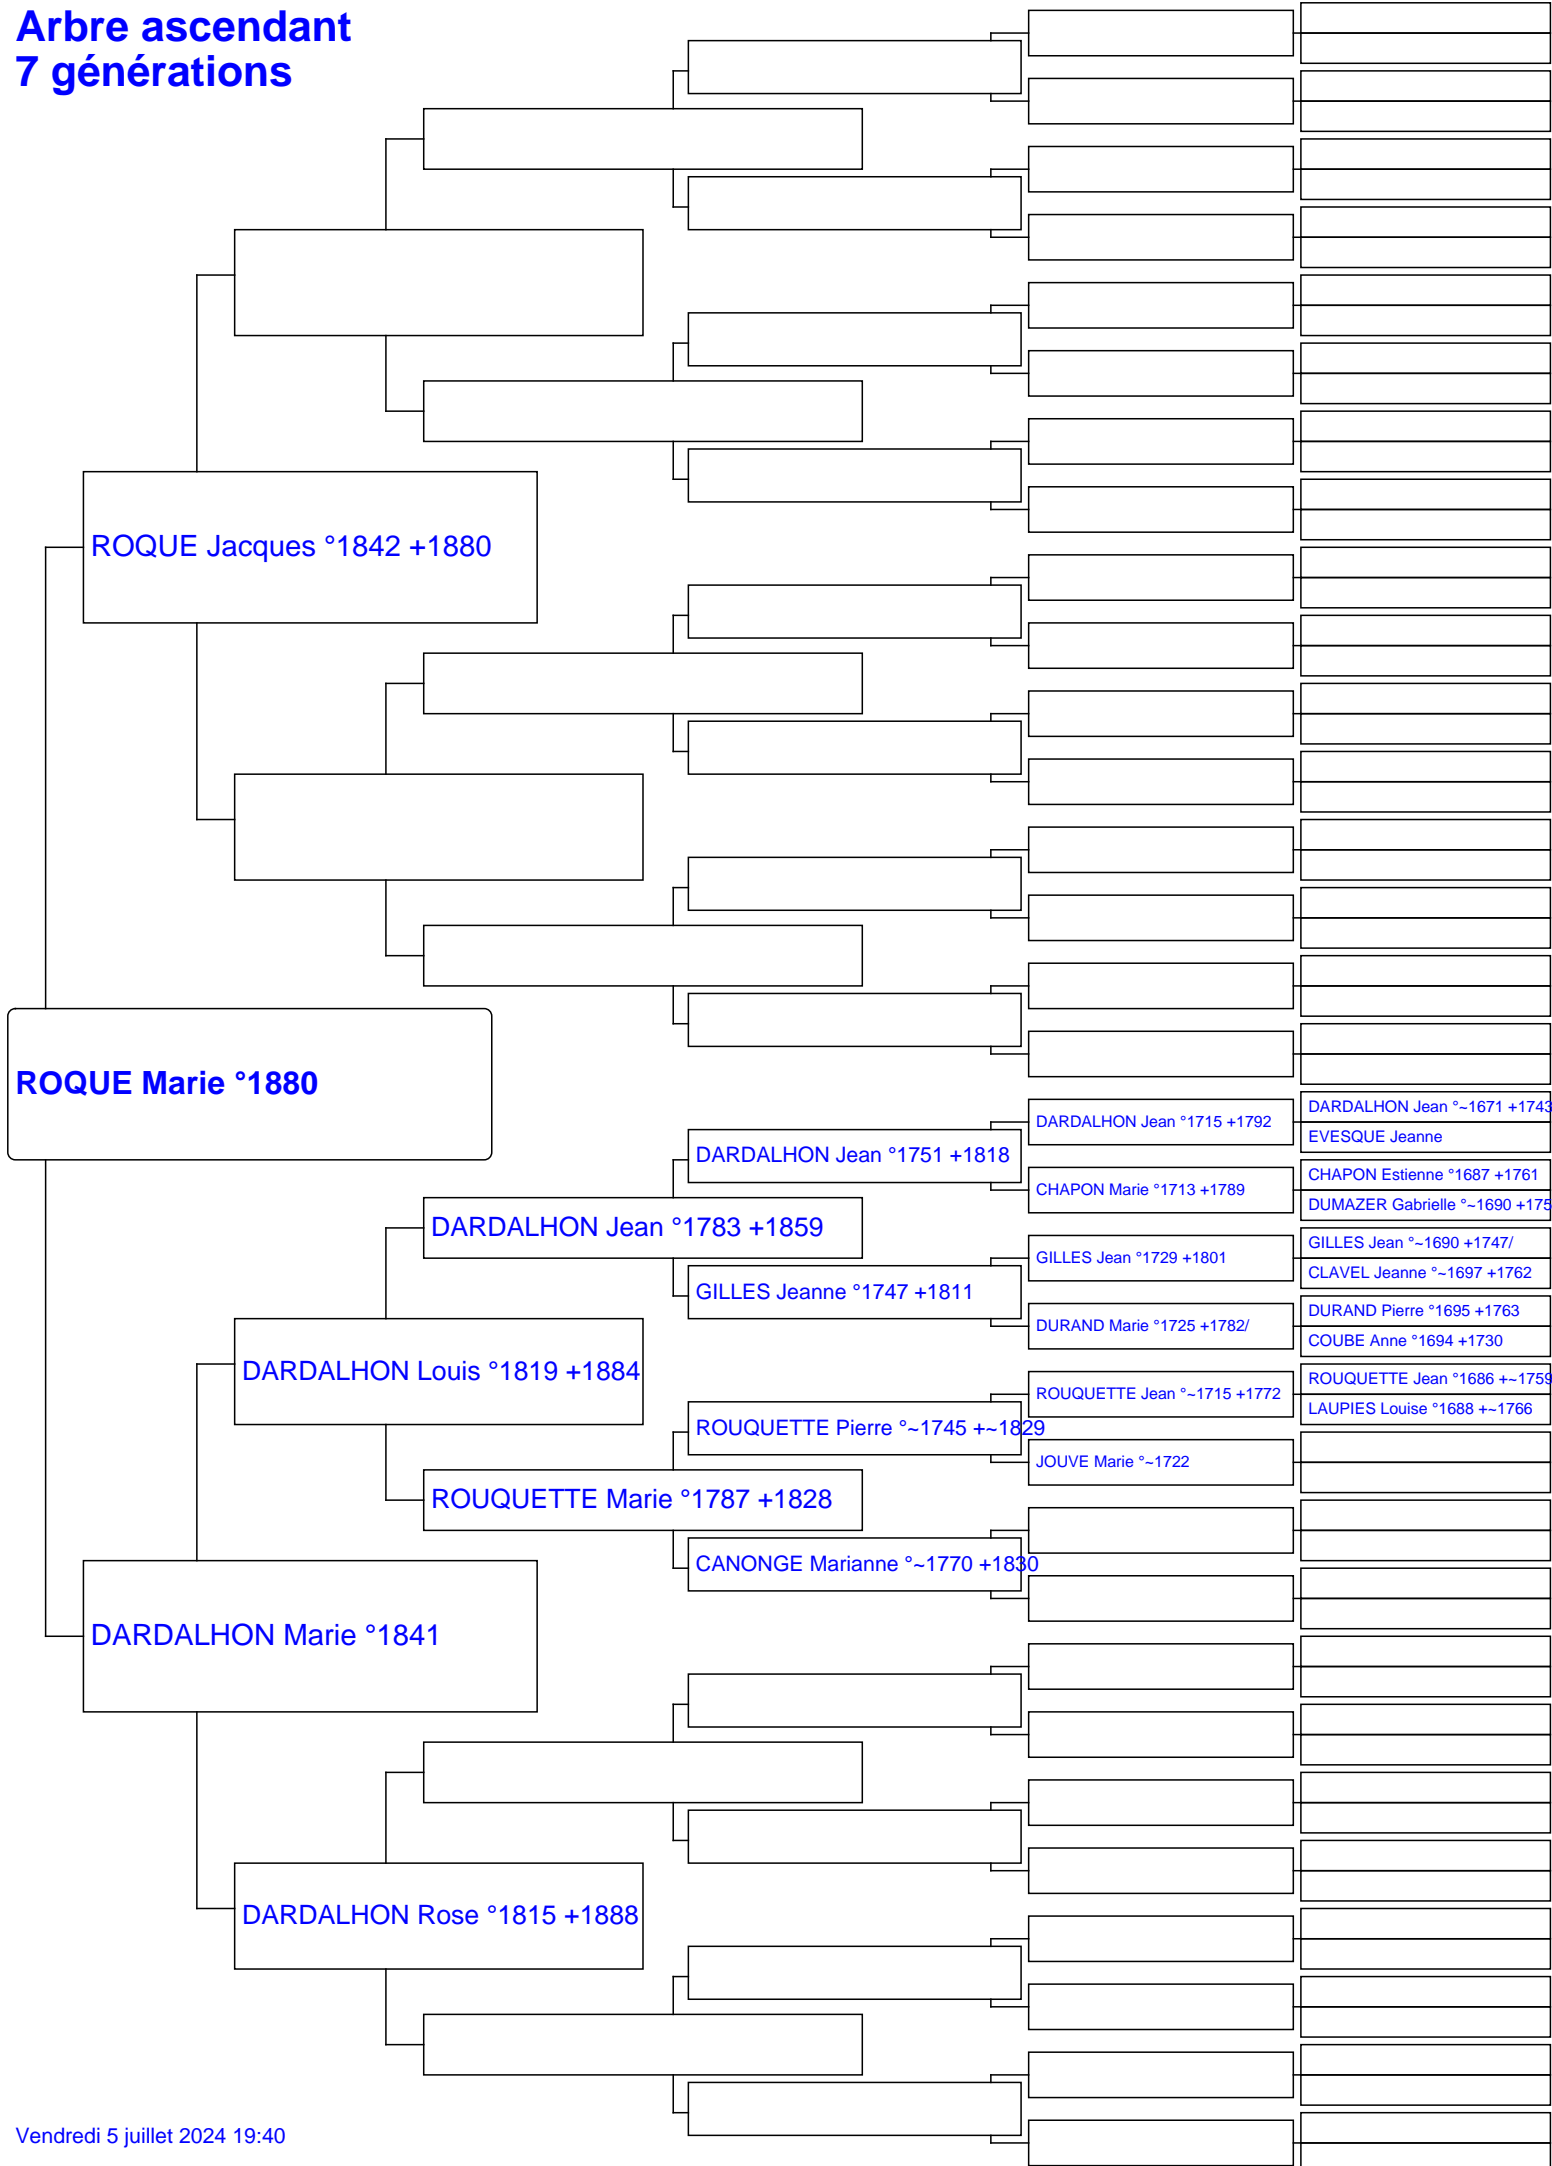 Arbre ascendant
7 générations
ROQUE Jacques °1842 +1880
ROQUE Marie °1880
DARDALHON Jean °~1671 +1743
DARDALHON Jean °1715 +1792
EVESQUE Jeanne
DARDALHON Jean °1751 +1818
CHAPON Estienne °1687 +1761
CHAPON Marie °1713 +1789
DUMAZER Gabrielle °~1690 +175
DARDALHON Jean °1783 +1859
GILLES Jean °~1690 +1747/
GILLES Jean °1729 +1801
CLAVEL Jeanne °~1697 +1762
GILLES Jeanne °1747 +1811
DURAND Pierre °1695 +1763
DURAND Marie °1725 +1782/
COUBE Anne °1694 +1730
DARDALHON Louis °1819 +1884
ROUQUETTE Jean °1686 +~1759
ROUQUETTE Jean °~1715 +1772
LAUPIES Louise °1688 +~1766
ROUQUETTE Pierre °~1745 +~1829
JOUVE Marie °~1722
ROUQUETTE Marie °1787 +1828
CANONGE Marianne °~1770 +1830
DARDALHON Marie °1841
DARDALHON Rose °1815 +1888
Vendredi 5 juillet 2024 19:40